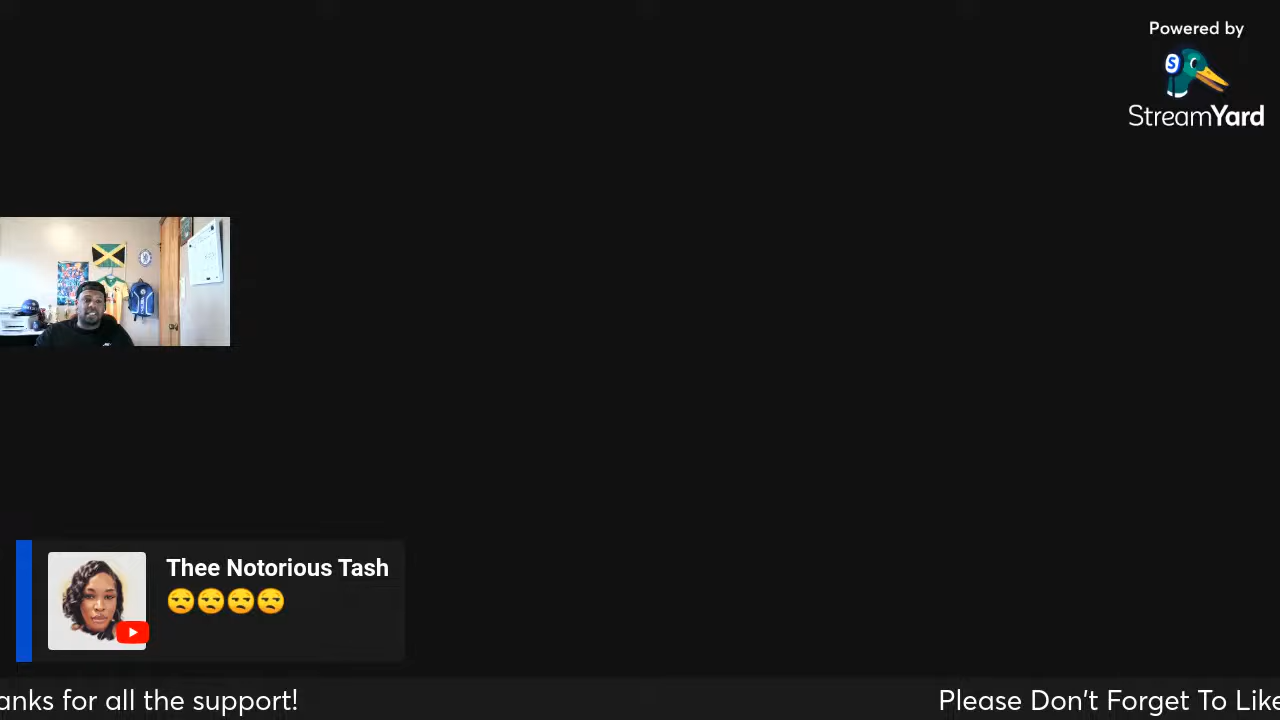 Powered by
S
StreamYard
Thee Notorious Tash
😒😒😒😒
anks for all the support!
Please Don't Forget To Like